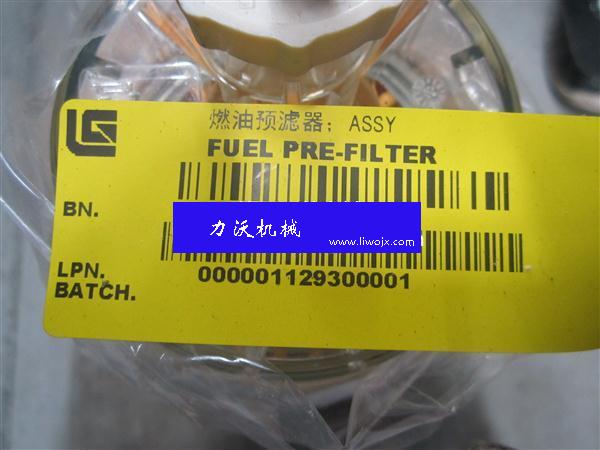 燃油预滤器; ASSY
FUEL PRE-FILTER
BN.
力沃机械
www.liwojx.com
LPN.
000001129300001
BATCH.